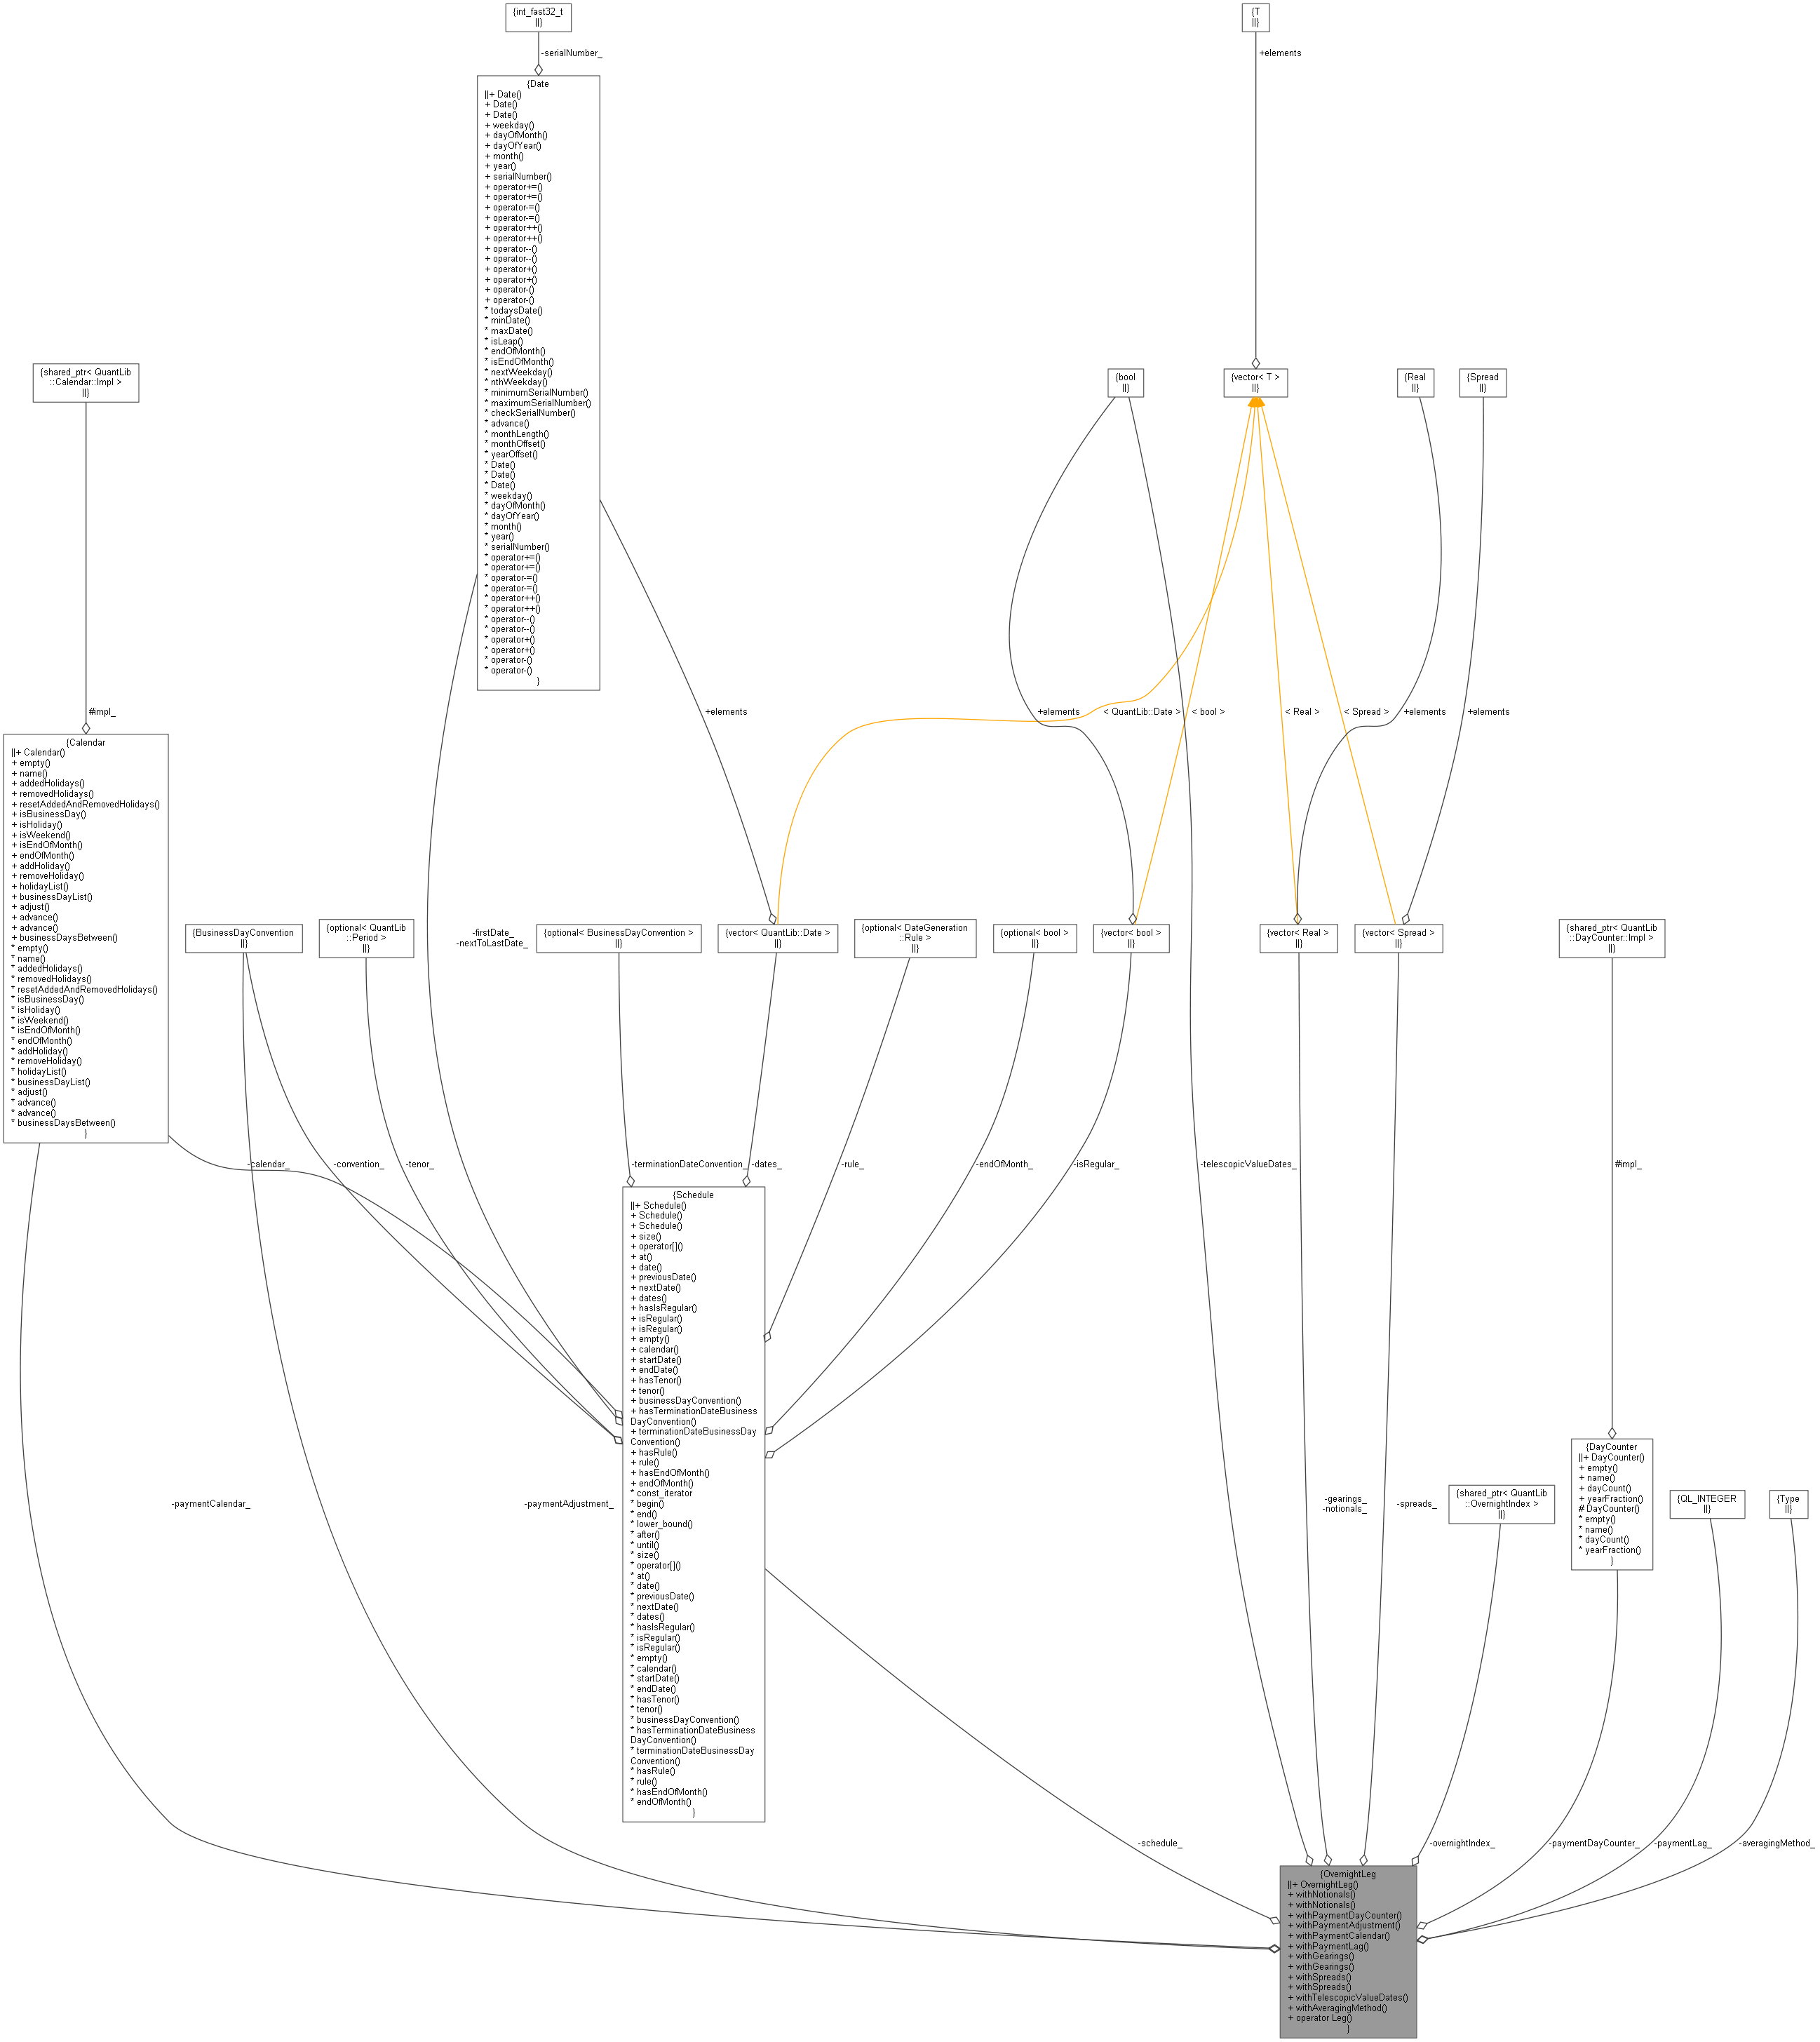 {int_fast32_t
||}
{T
||}
-serialNumber_
+elements
{Date
||+ Date()
+ Date()
+ Date()
+ weekday()
+ dayOfMonth()
+ dayOfYear()
+ month()
+ year()
+ serialNumber()
+ operator+=()
+ operator+=()
+ operator-=()
+ operator-=()
+ operator++()
+ operator++()
+ operator--()
+ operator--()
+ operator+()
+ operator+()
+ operator-()
+ operator-()
* todaysDate()
* minDate()
* maxDate()
* isLeap()
* endOfMonth()
* isEndOfMonth()
* nextWeekday()
* nthWeekday()
* minimumSerialNumber()
* maximumSerialNumber()
* checkSerialNumber()
* advance()
* monthLength()
* monthOffset()
* yearOffset()
* Date()
* Date()
* Date()
* weekday()
* dayOfMonth()
* dayOfYear()
* month()
* year()
* serialNumber()
* operator+=()
* operator+=()
* operator-=()
* operator-=()
* operator++()
* operator++()
* operator--()
* operator--()
* operator+()
* operator+()
* operator-()
* operator-()
}
{shared_ptr< QuantLib
::Calendar::Impl >
||}
{bool
||}
{vector< T >
||}
{Real
||}
{Spread
||}
#impl_
+elements
+elements
< QuantLib::Date >
< bool >
< Real >
< Spread >
+elements
+elements
{Calendar
||+ Calendar()
+ empty()
+ name()
+ addedHolidays()
+ removedHolidays()
+ resetAddedAndRemovedHolidays()
+ isBusinessDay()
+ isHoliday()
+ isWeekend()
+ isEndOfMonth()
+ endOfMonth()
+ addHoliday()
+ removeHoliday()
+ holidayList()
+ businessDayList()
+ adjust()
+ advance()
+ advance()
+ businessDaysBetween()
* empty()
* name()
* addedHolidays()
* removedHolidays()
* resetAddedAndRemovedHolidays()
* isBusinessDay()
* isHoliday()
* isWeekend()
* isEndOfMonth()
* endOfMonth()
* addHoliday()
* removeHoliday()
* holidayList()
* businessDayList()
* adjust()
* advance()
* advance()
* businessDaysBetween()
}
{BusinessDayConvention
||}
{optional< QuantLib
::Period >
||}
-firstDate_
-nextToLastDate_
{optional< BusinessDayConvention >
||}
{vector< QuantLib::Date >
||}
{optional< DateGeneration
::Rule >
||}
{optional< bool >
||}
{vector< bool >
||}
{vector< Real >
||}
{vector< Spread >
||}
{shared_ptr< QuantLib
::DayCounter::Impl >
||}
-calendar_
-convention_
-tenor_
-terminationDateConvention_
-dates_
-rule_
-endOfMonth_
-isRegular_
-telescopicValueDates_
#impl_
{Schedule
||+ Schedule()
+ Schedule()
+ Schedule()
+ size()
+ operator[]()
+ at()
+ date()
+ previousDate()
+ nextDate()
+ dates()
+ hasIsRegular()
+ isRegular()
+ isRegular()
+ empty()
+ calendar()
+ startDate()
+ endDate()
+ hasTenor()
+ tenor()
+ businessDayConvention()
+ hasTerminationDateBusiness
DayConvention()
+ terminationDateBusinessDay
Convention()
+ hasRule()
+ rule()
+ hasEndOfMonth()
+ endOfMonth()
* const_iterator
* begin()
* end()
* lower_bound()
* after()
* until()
* size()
* operator[]()
* at()
* date()
* previousDate()
* nextDate()
* dates()
* hasIsRegular()
* isRegular()
* isRegular()
* empty()
* calendar()
* startDate()
* endDate()
* hasTenor()
* tenor()
* businessDayConvention()
* hasTerminationDateBusiness
DayConvention()
* terminationDateBusinessDay
Convention()
* hasRule()
* rule()
* hasEndOfMonth()
* endOfMonth()
}
{DayCounter
||+ DayCounter()
+ empty()
+ name()
+ dayCount()
+ yearFraction()
# DayCounter()
* empty()
* name()
* dayCount()
* yearFraction()
}
-paymentCalendar_
-paymentAdjustment_
-gearings_
-notionals_
-spreads_
{shared_ptr< QuantLib
::OvernightIndex >
||}
{QL_INTEGER
||}
{Type
||}
-schedule_
-overnightIndex_
-paymentDayCounter_
-paymentLag_
-averagingMethod_
{OvernightLeg
||+ OvernightLeg()
+ withNotionals()
+ withNotionals()
+ withPaymentDayCounter()
+ withPaymentAdjustment()
+ withPaymentCalendar()
+ withPaymentLag()
+ withGearings()
+ withGearings()
+ withSpreads()
+ withSpreads()
+ withTelescopicValueDates()
+ withAveragingMethod()
+ operator Leg()
}